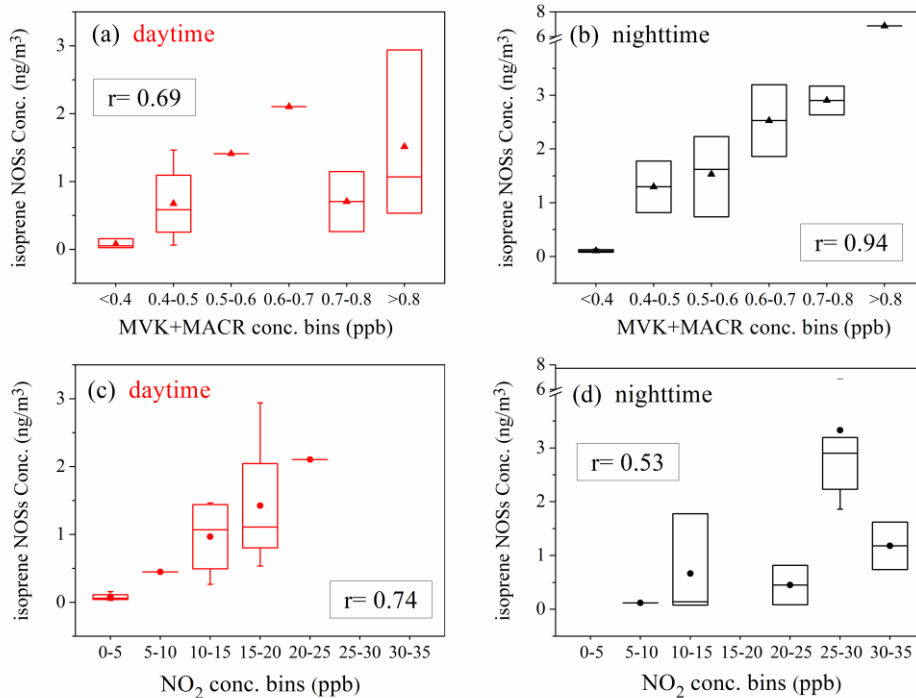 (a) daytime
r= 0.69
isoprene NOSs Conc. (ng/m³)
3
2
1
0
<0.4 0.4-0.5 0.5-0.6 0.6-0.7 0.7-0.8 >0.8
MVK+MACR conc. bins (ppb)
(b) nighttime
r= 0.94
isoprene NOSs Conc. (ng/m³)
8
6
3
2
1
0
<0.4 0.4-0.5 0.5-0.6 0.6-0.7 0.7-0.8 >0.8
MVK+MACR conc. bins (ppb)
(c) daytime
r= 0.74
isoprene NOSs Conc. (ng/m³)
3
2
1
0
0-5 5-10 10-15 15-20 20-25 25-30 30-35
NO₂ conc. bins (ppb)
(d) nighttime
r= 0.53
isoprene NOSs Conc. (ng/m³)
8
6
3
2
1
0
0-5 5-10 10-15 15-20 20-25 25-30 30-35
NO₂ conc. bins (ppb)